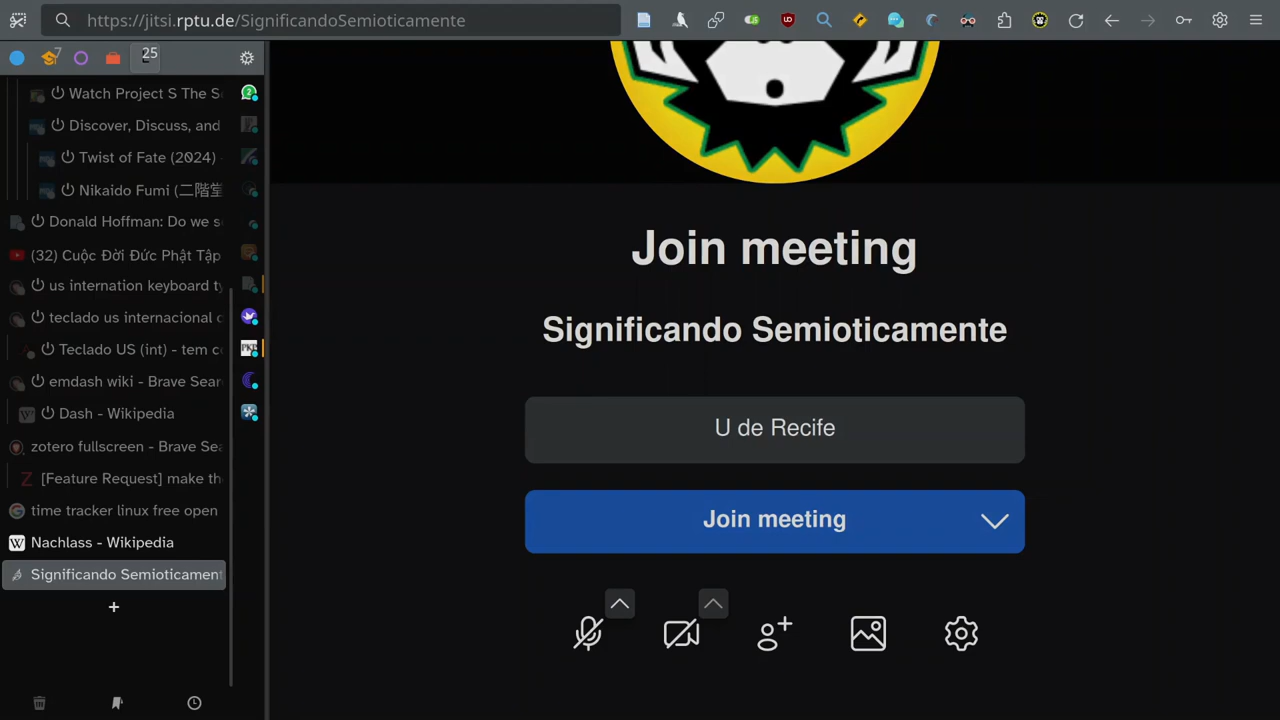 https://jitsi.rptu.de/SignificandoSemioticamente
7
25
Watch Project S The Se
Discover, Discuss, and
Twist of Fate (2024)
Nikaido Fumi (二階堂
Donald Hoffman: Do we s
(32) Cuộc Đời Đức Phật Tập
us internation keyboard ty
teclado us internacional c
Teclado US (int) - tem c
emdash wiki - Brave Sear
Dash - Wikipedia
zotero fullscreen - Brave Sea
[Feature Request] make th
time tracker linux free open
Nachlass - Wikipedia
Significando Semioticament
+
Join meeting
Significando Semioticamente
U de Recife
Join meeting